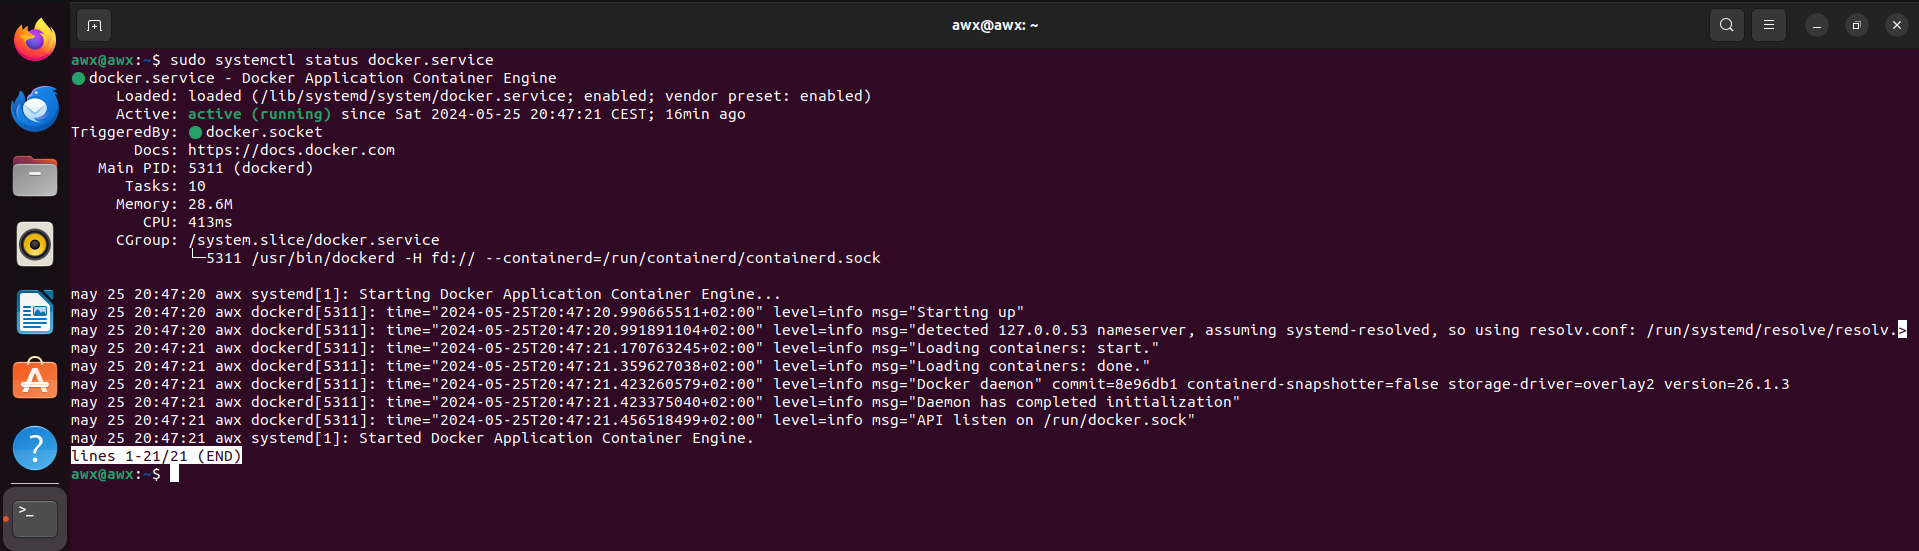 awx@awx: ~
awx@awx:~$ sudo systemctl status docker.service
docker.service - Docker Application Container Engine
Loaded: loaded (/lib/systemd/system/docker.service; enabled; vendor preset: enabled)
Active: active (running) since Sat 2024-05-25 20:47:21 CEST; 16min ago
TriggeredBy: docker.socket
Docs: https://docs.docker.com
Main PID: 5311 (dockerd)
Tasks: 10
Memory: 28.6M
CPU: 413ms
CGroup: /system.slice/docker.service
└─5311 /usr/bin/dockerd -H fd:// --containerd=/run/containerd/containerd.sock
may 25 20:47:20 awx systemd[1]: Starting Docker Application Container Engine...
may 25 20:47:20 awx dockerd[5311]: time="2024-05-25T20:47:20.990665511+02:00" level=info msg="Starting up"
may 25 20:47:20 awx dockerd[5311]: time="2024-05-25T20:47:20.991891104+02:00" level=info msg="detected 127.0.0.53 nameserver, assuming systemd-resolved, so using resolv.conf: /run/systemd/resolve/resolv.>
may 25 20:47:21 awx dockerd[5311]: time="2024-05-25T20:47:21.170763245+02:00" level=info msg="Loading containers: start."
may 25 20:47:21 awx dockerd[5311]: time="2024-05-25T20:47:21.359627038+02:00" level=info msg="Loading containers: done."
may 25 20:47:21 awx dockerd[5311]: time="2024-05-25T20:47:21.423260579+02:00" level=info msg="Docker daemon" commit=8e96db1 containerd-snapshotter=false storage-driver=overlay2 version=26.1.3
may 25 20:47:21 awx dockerd[5311]: time="2024-05-25T20:47:21.423375040+02:00" level=info msg="Daemon has completed initialization"
may 25 20:47:21 awx dockerd[5311]: time="2024-05-25T20:47:21.456518499+02:00" level=info msg="API listen on /run/docker.sock"
may 25 20:47:21 awx systemd[1]: Started Docker Application Container Engine.
lines 1-21/21 (END)
awx@awx:~$